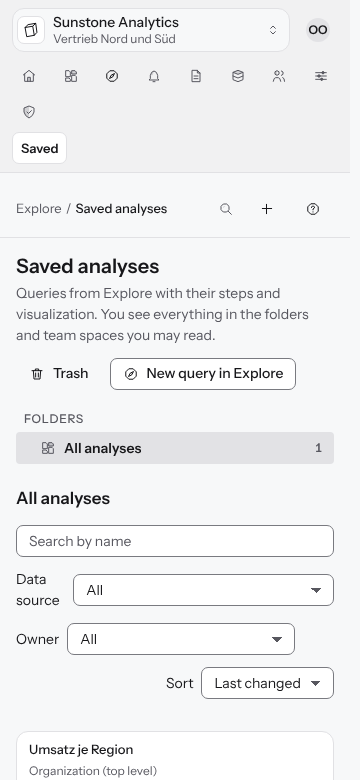 Sunstone Analytics
Vertrieb Nord und Süd
OO
Saved
Explore / Saved analyses
Saved analyses
Queries from Explore with their steps and
visualization. You see everything in the folders
and team spaces you may read.
Trash
New query in Explore
FOLDERS
All analyses 1
All analyses
Search by name
Data
source
All
Owner All
Sort Last changed
Umsatz je Region
Organization (top level)